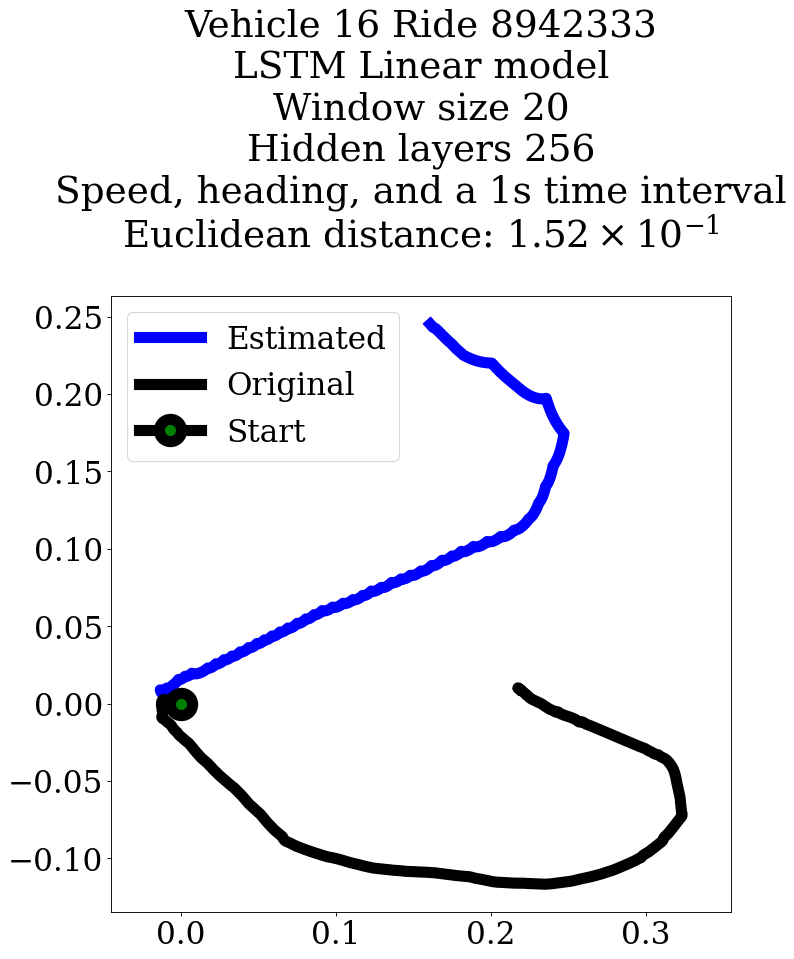 Vehicle 16 Ride 8942333
LSTM Linear model
Window size 20
Hidden layers 256
Speed, heading, and a 1s time interval
Euclidean distance: 1.52 × 10⁻¹
0.25
0.20
0.15
0.10
0.05
0.00
−0.05
−0.10
Estimated
Original
Start
0.0 0.1 0.2 0.3